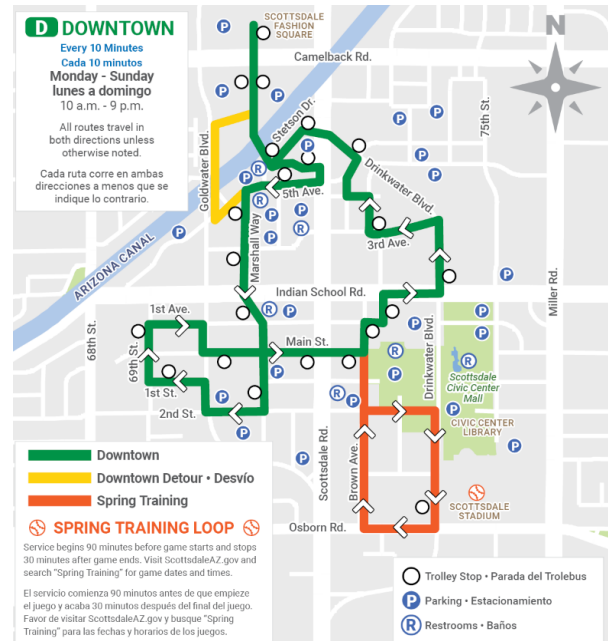 D DOWNTOWN
Every 10 Minutes
Cada 10 minutos
Monday - Sunday
lunes a domingo
10 a.m. - 9 p.m.
All routes travel in
both directions unless
otherwise noted.
Cada ruta corre en ambas
direcciones a menos que se
indique lo contrario.
SCOTTSDALE
FASHION
SQUARE
Camelback Rd.
Goldwater Blvd.
Stetson Dr.
75th St.
Drinkwater Blvd.
5th Ave.
3rd Ave.
Marshall Way
ARIZONA CANAL
Indian School Rd.
Miller Rd.
68th St.
1st Ave.
69th St.
Main St.
1st St.
2nd St.
Drinkwater Blvd.
Scottsdale
Civic Center
Mall
CIVIC CENTER
LIBRARY
Scottsdale Rd.
Brown Ave.
SCOTTSDALE
STADIUM
Osborn Rd.
Downtown
Downtown Detour • Desvío
Spring Training
SPRING TRAINING LOOP
Service begins 90 minutes before game starts and stops
30 minutes after game ends. Visit ScottsdaleAZ.gov and
search "Spring Training" for game dates and times.
El servicio comienza 90 minutos antes de que empieze
el juego y acaba 30 minutos después del final del juego.
Favor de visitar ScottsdaleAZ.gov y busque "Spring
Training" para las fechas y horarios de los juegos.
Trolley Stop • Parada del Trolebus
P Parking • Estacionamiento
R Restrooms • Baños